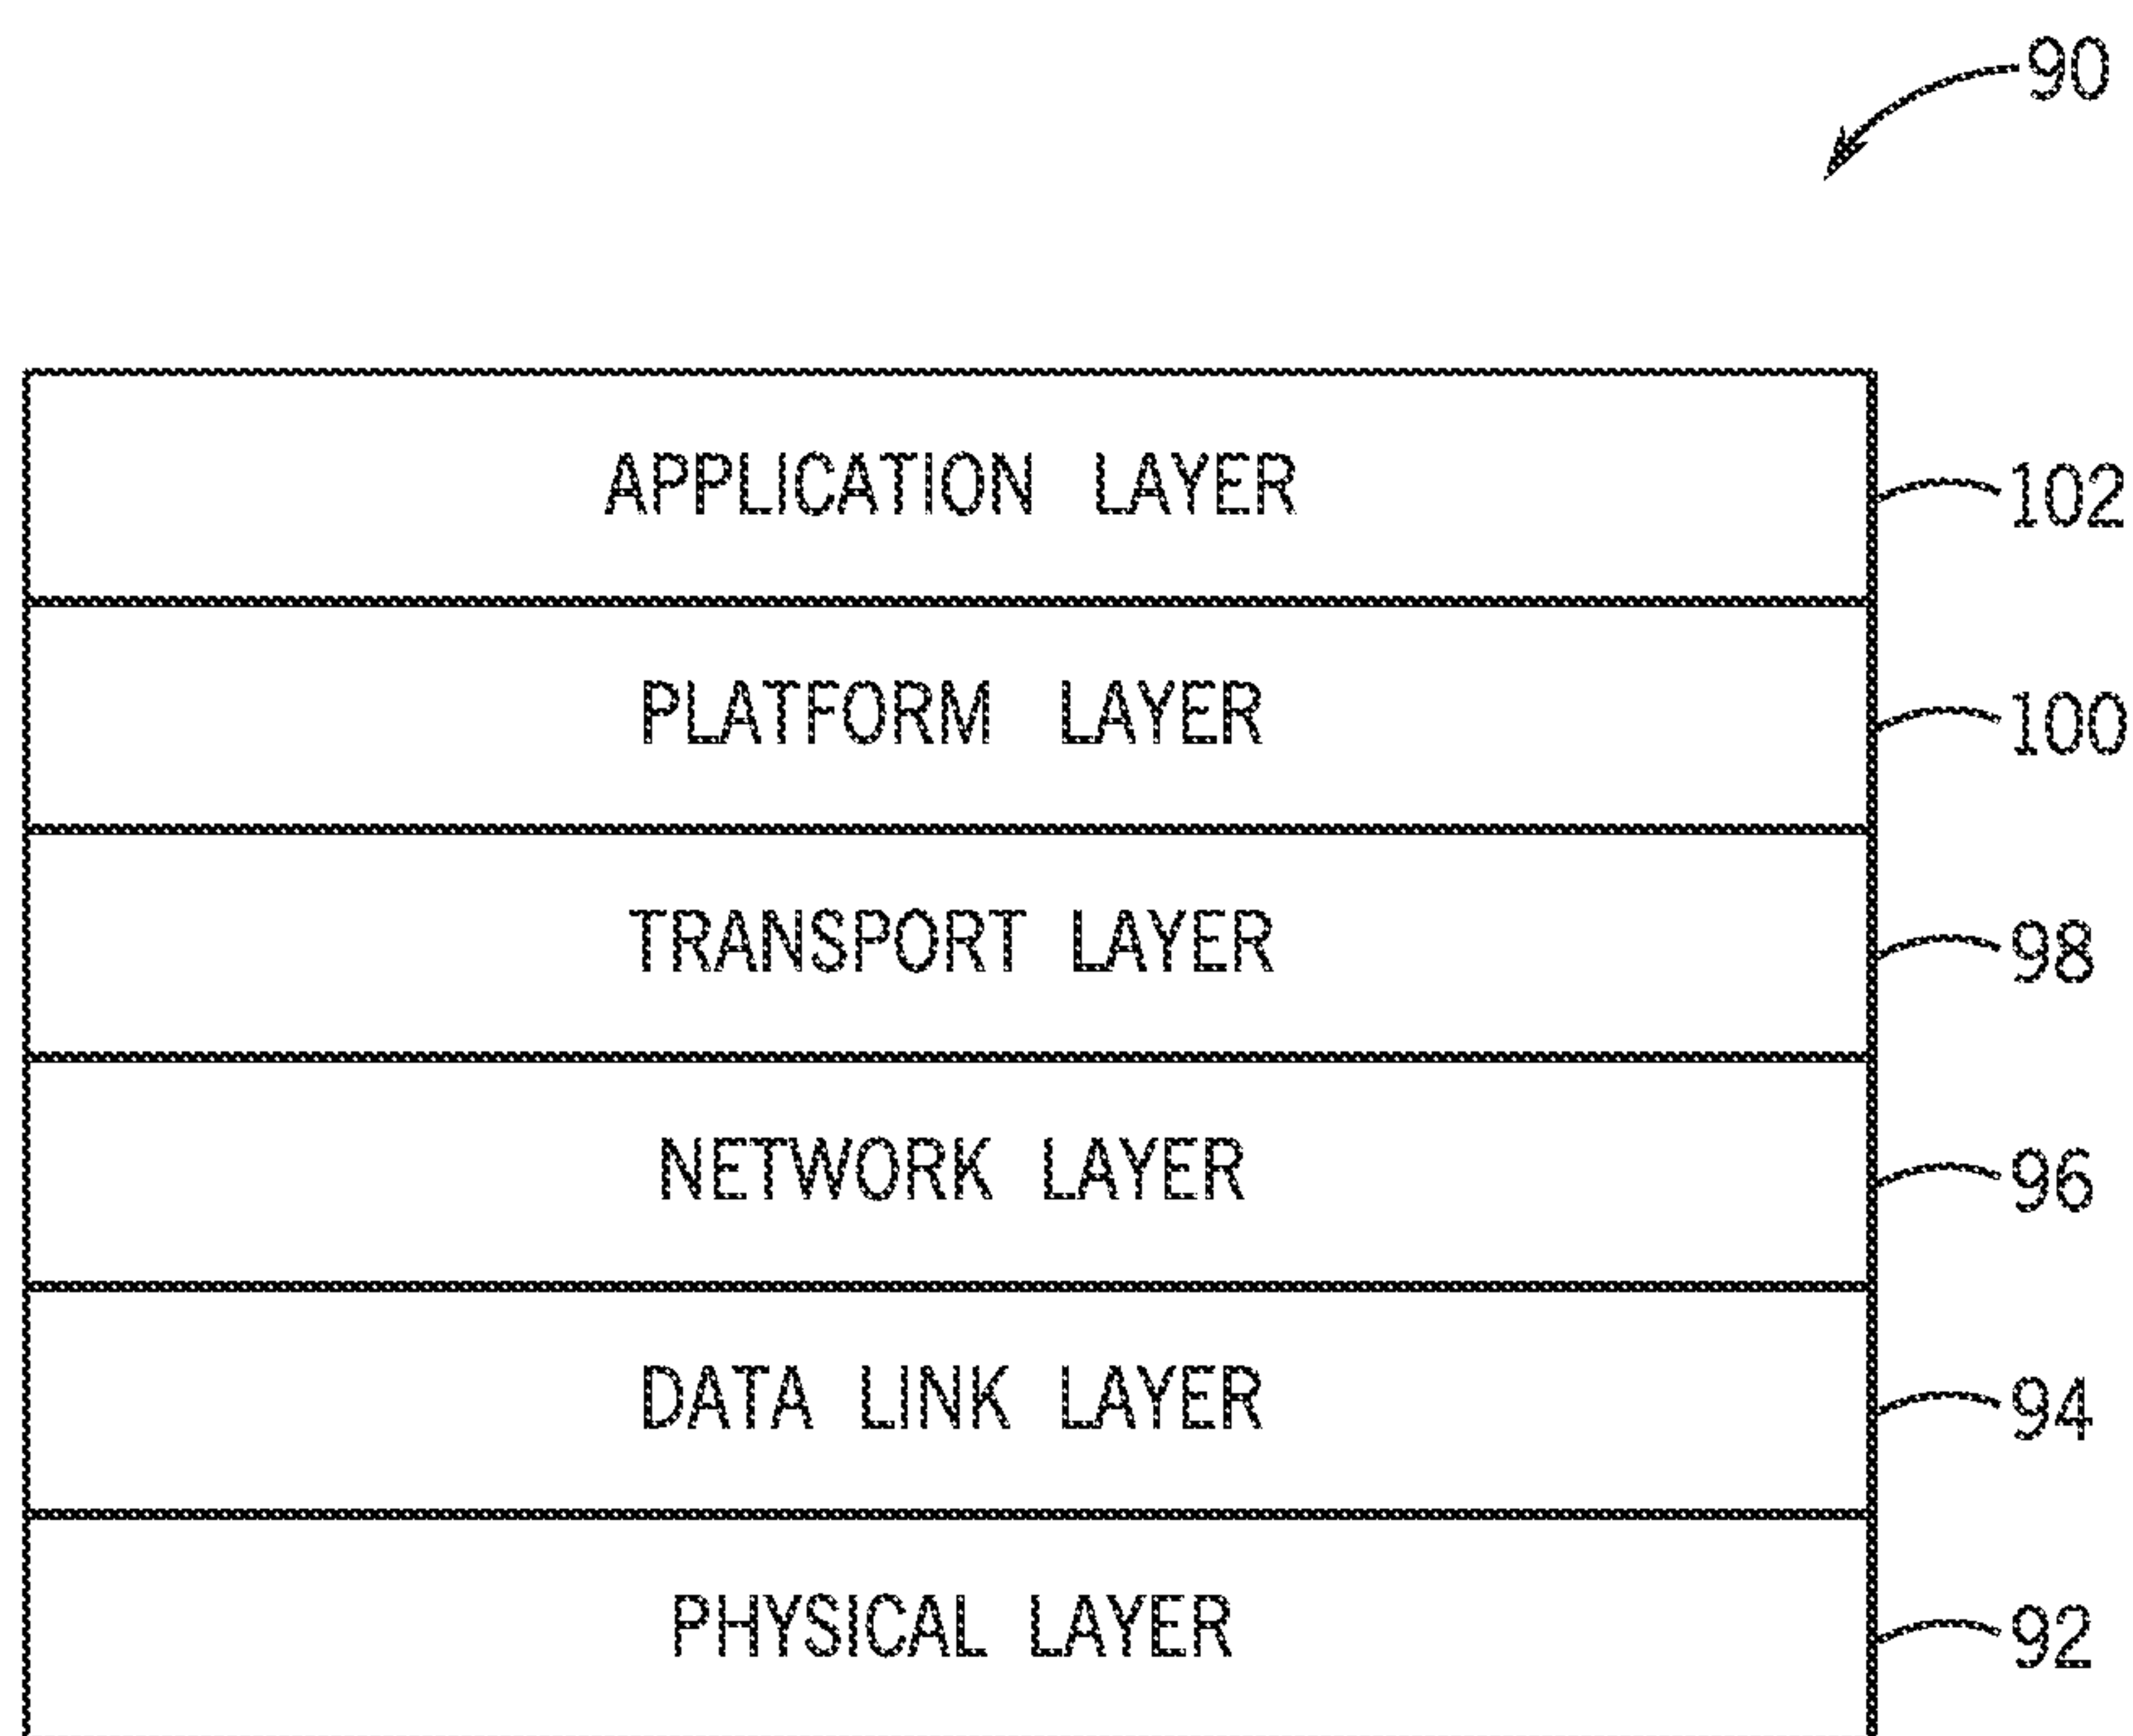 90
APPLICATION LAYER 102
PLATFORM LAYER 100
TRANSPORT LAYER 98
NETWORK LAYER 96
DATA LINK LAYER 94
PHYSICAL LAYER 92